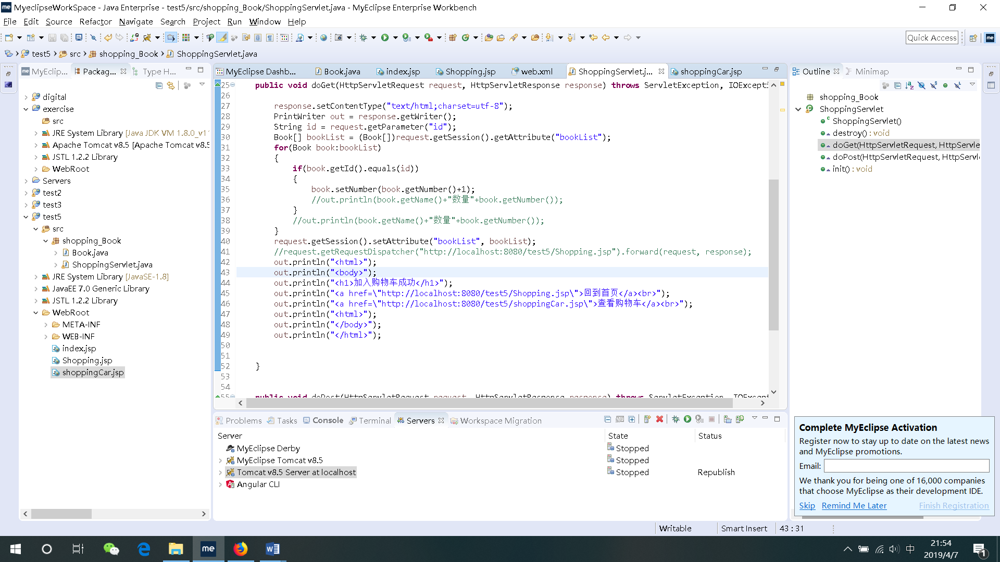 MyeclipseWorkSpace - Java Enterprise - test5/src/shopping_Book/ShoppingServlet.java - MyEclipse Enterprise Workbench
File Edit Source Refactor Navigate Search Project Run Window Help
Quick Access
test5 src shopping_Book ShoppingServlet.java
MyEclip... Packag... Type H...
digital
exercise
src
JRE System Library [Java JDK VM 1.8.0_v11
Apache Tomcat v8.5 [Apache Tomcat v8.5
JSTL 1.2.2 Library
WebRoot
Servers
test2
test3
test5
src
shopping_Book
Book.java
ShoppingServlet.java
JRE System Library [JavaSE-1.8]
JavaEE 7.0 Generic Library
JSTL 1.2.2 Library
WebRoot
META-INF
WEB-INF
index.jsp
Shopping.jsp
shoppingCar.jsp
MyEclipse Dashb... Book.java index.jsp Shopping.jsp web.xml ShoppingServlet.j... shoppingCar.jsp
25 public void doGet(HttpServletRequest request, HttpServletResponse response) throws ServletException, IOExcepti
26
27 response.setContentType("text/html;charset=utf-8");
28 PrintWriter out = response.getWriter();
29 String id = request.getParameter("id");
30 Book[] bookList = (Book[])request.getSession().getAttribute("bookList");
31 for(Book book:bookList)
32 {
33 if(book.getId().equals(id))
34 {
35 book.setNumber(book.getNumber()+1);
36 //out.println(book.getName()+"数量"+book.getNumber());
37 }
38 //out.println(book.getName()+"数量"+book.getNumber());
39 }
40 request.getSession().setAttribute("bookList", bookList);
41 //request.getRequestDispatcher("http://localhost:8080/test5/Shopping.jsp").forward(request, response);
42 out.println("<html>");
43 out.println("<body>");
44 out.println("<h1>加入购物车成功</h1>");
45 out.println("<a href=\"http://localhost:8080/test5/Shopping.jsp\">回到首页</a><br>");
46 out.println("<a href=\"http://localhost:8080/test5/shoppingCar.jsp\">查看购物车</a><br>");
47 out.println("<html>");
48 out.println("</body>");
49 out.println("</html>");
50
51
52 }
53
54
55 public void doPost(HttpServletRequest request, HttpServletResponse response) throws ServletException, IOExcept
Outline Minimap
shopping_Book
ShoppingServlet
ShoppingServlet()
destroy() : void
doGet(HttpServletRequest, HttpServle
doPost(HttpServletRequest, HttpServl
init() : void
Problems Tasks Console Terminal Servers Workspace Migration
Server State Status
MyEclipse Derby Stopped
MyEclipse Tomcat v8.5 Stopped
Tomcat v8.5 Server at localhost Stopped Republish
Angular CLI
Complete MyEclipse Activation
Register now to stay up to date on the latest news
and MyEclipse promotions.
Email:
We thank you for being one of 16,000 companies
that choose MyEclipse as their development IDE.
Skip Remind Me Later Finish Registration
Writable Smart Insert 43 : 31
me
中
21:54
2019/4/7
1